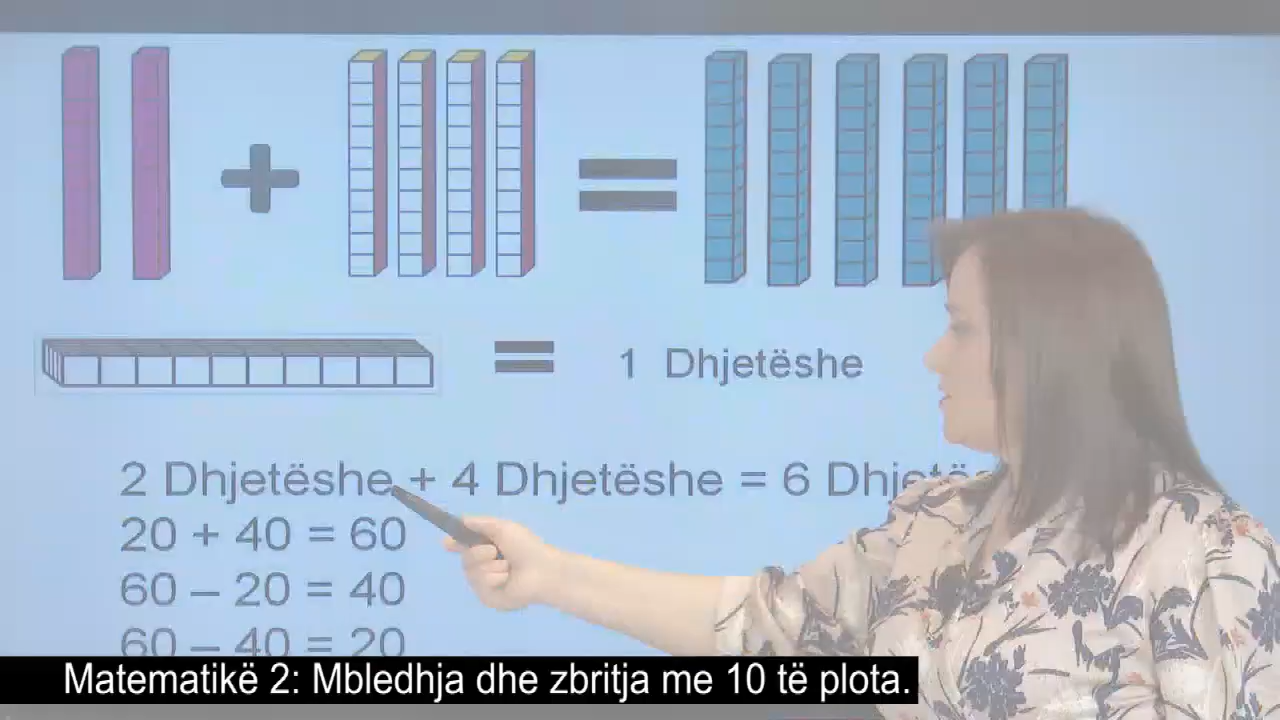 + =
= 1 Dhjetëshe
2 Dhjetëshe + 4 Dhjetëshe = 6
20 + 40 = 60
60 – 20 = 40
60 – 40 = 20
Matematikë 2: Mbledhja dhe zbritja me 10 të plota.